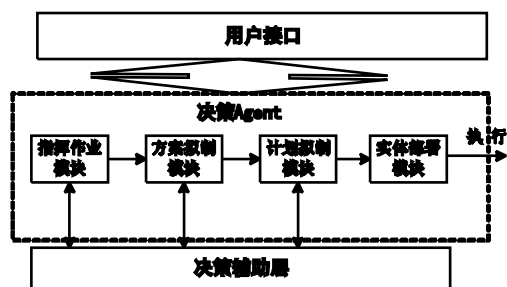 用户接口
决策Agent
执 行
指挥作业
模块
方案拟制
模块
计划拟制
模块
实体部署
模块
决策辅助层